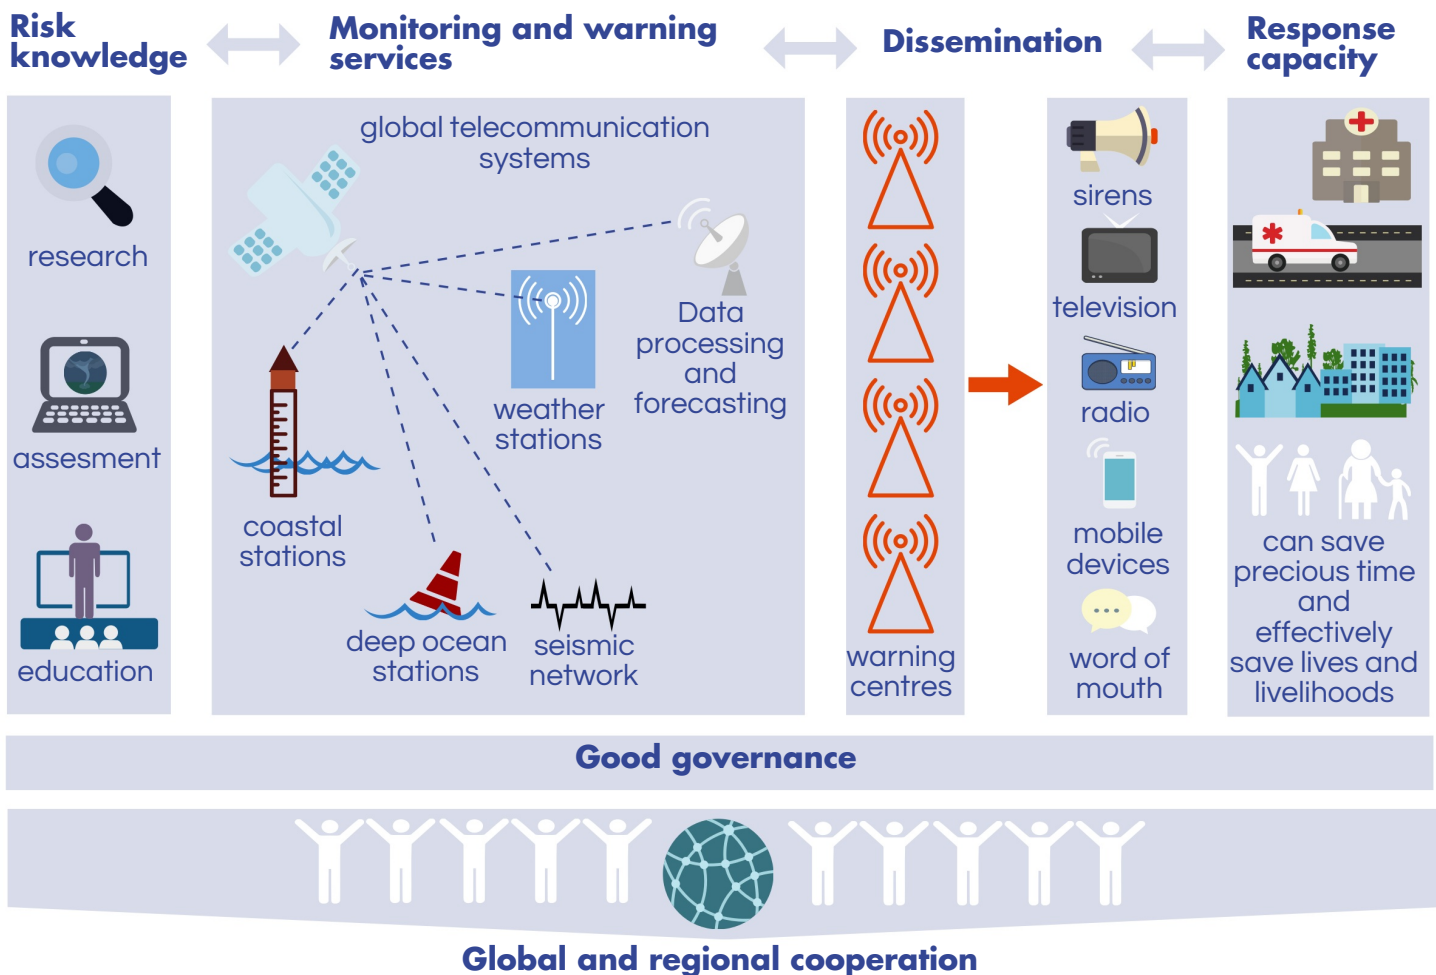 Risk
knowledge
Monitoring and warning
services
Dissemination
Response
capacity
research
assesment
education
global telecommunication
systems
weather
stations
Data
processing
and
forecasting
coastal
stations
deep ocean
stations
seismic
network
warning
centres
sirens
television
radio
mobile
devices
word of
mouth
can save
precious time
and
effectively
save lives and
livelihoods
Good governance
Global and regional cooperation